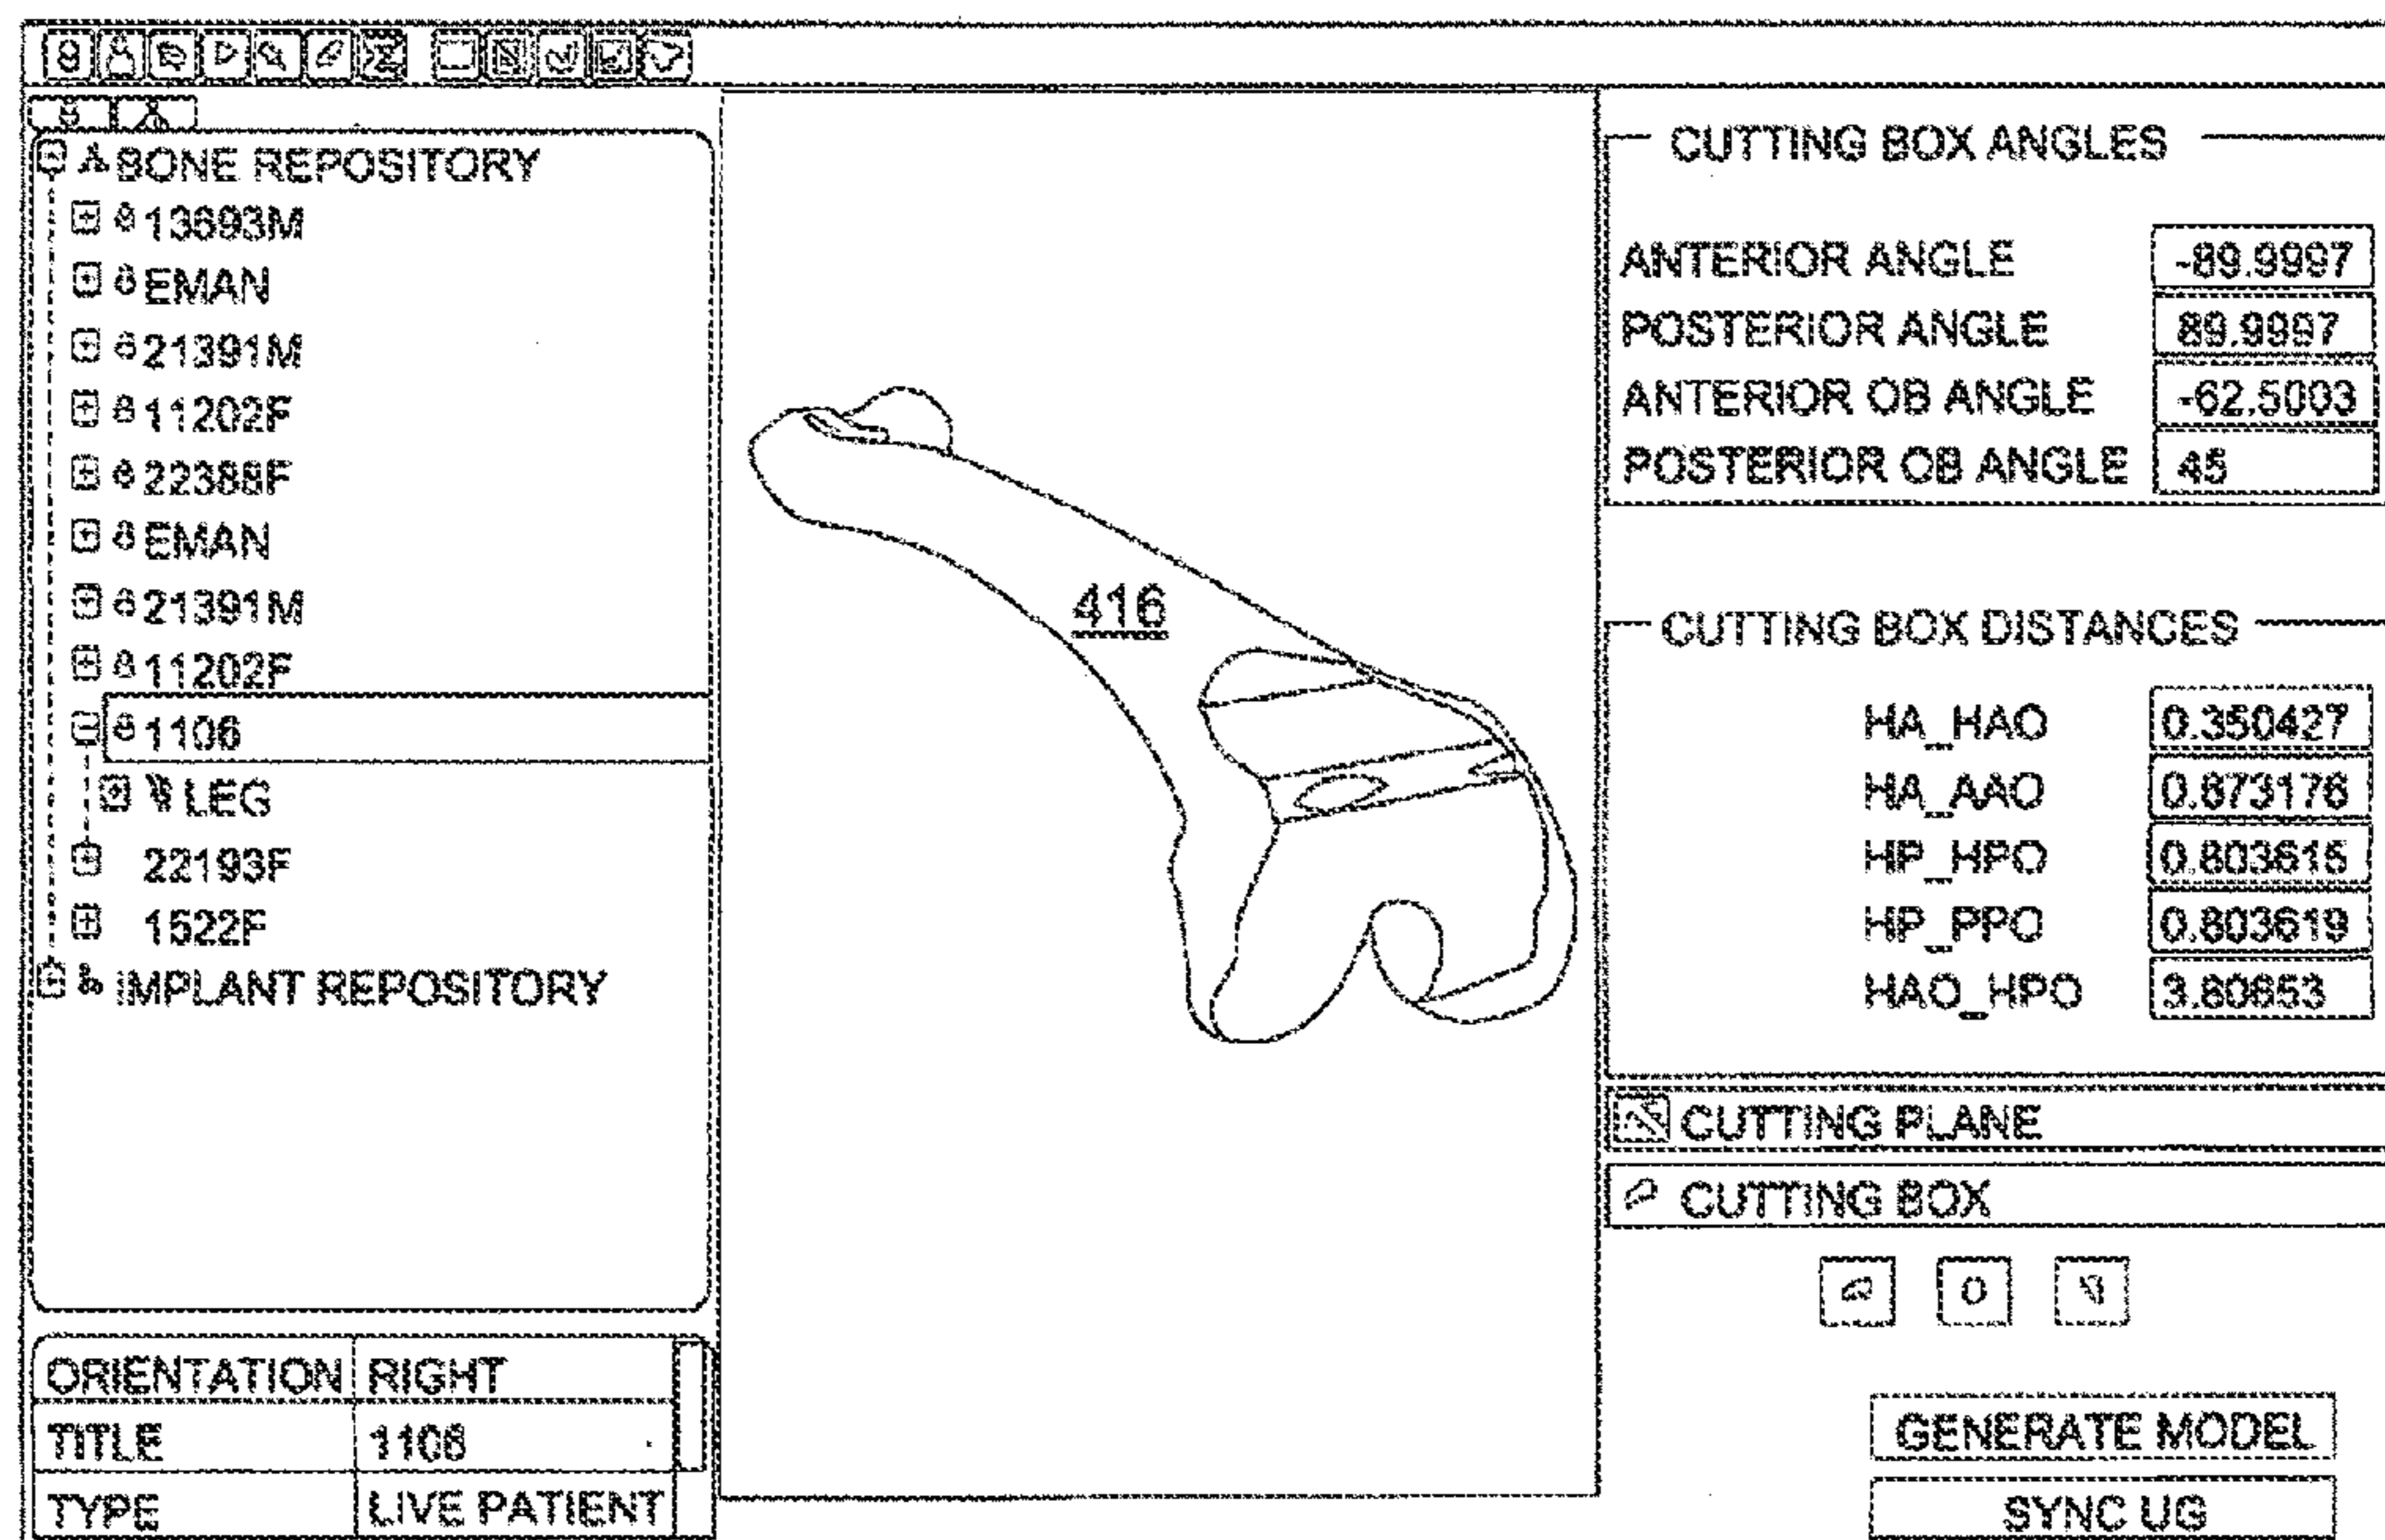 BONE REPOSITORY
13693M
EMAN
21391M
11202F
22388F
EMAN
21391M
11202F
1106
LEG
22193F
1522F
IMPLANT REPOSITORY
ORIENTATION RIGHT
TITLE 1106
TYPE LIVE PATIENT
416
CUTTING BOX ANGLES
ANTERIOR ANGLE -89.9997
POSTERIOR ANGLE 89.9997
ANTERIOR OB ANGLE -62.5003
POSTERIOR OB ANGLE 45
CUTTING BOX DISTANCES
HA_HAO 0.350427
HA_AAO 0.873176
HP_HPO 0.803615
HP_PPO 0.803619
HAO_HPO 3.80653
CUTTING PLANE
CUTTING BOX
GENERATE MODEL
SYNC UG